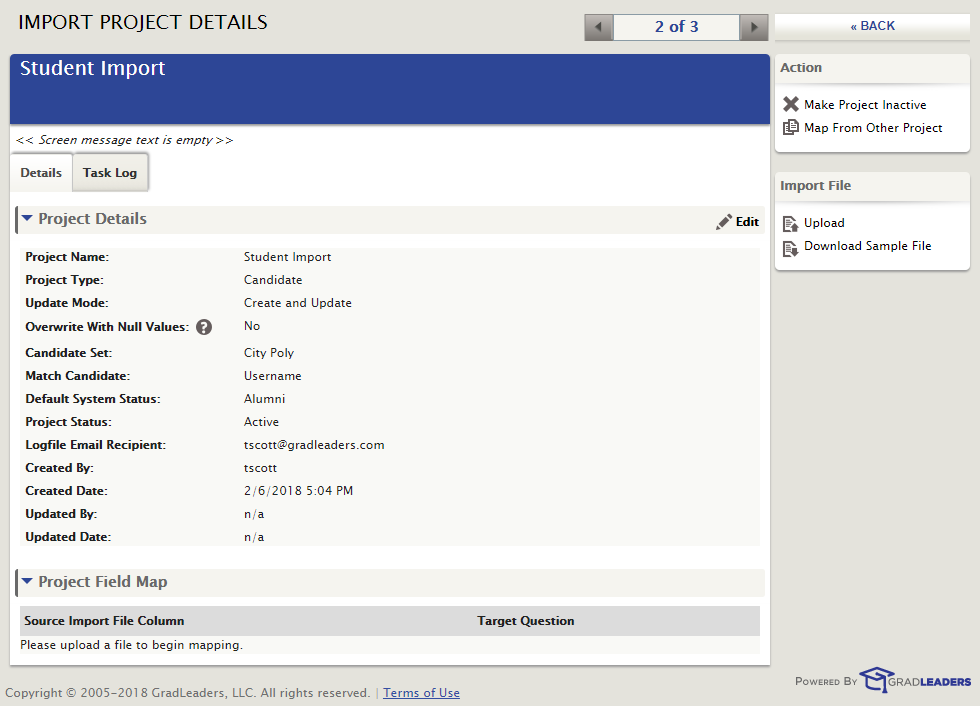 IMPORT PROJECT DETAILS
2 of 3
« BACK
Student Import
<< Screen message text is empty >>
Details
Task Log
Project Details
Edit
Project Name: Student Import
Project Type: Candidate
Update Mode: Create and Update
Overwrite With Null Values: ? No
Candidate Set: City Poly
Match Candidate: Username
Default System Status: Alumni
Project Status: Active
Logfile Email Recipient: tscott@gradleaders.com
Created By: tscott
Created Date: 2/6/2018 5:04 PM
Updated By: n/a
Updated Date: n/a
Project Field Map
Source Import File Column Target Question
Please upload a file to begin mapping.
Action
Make Project Inactive
Map From Other Project
Import File
Upload
Download Sample File
Copyright © 2005-2018 GradLeaders, LLC. All rights reserved. | Terms of Use
POWERED BY GRADLEADERS